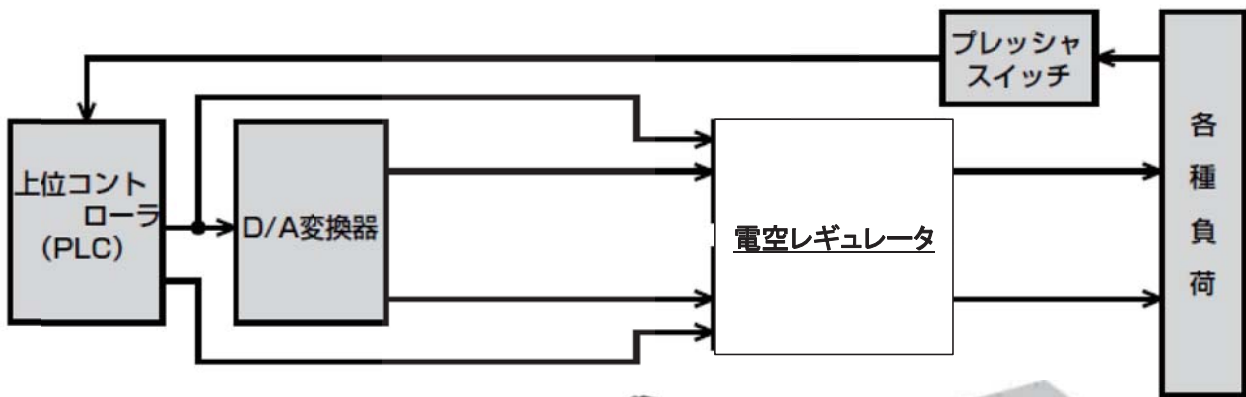 プレッシャ
スイッチ
上位コント
ローラ
(PLC)
D/A変換器
電空レギュレータ
各
種
負
荷